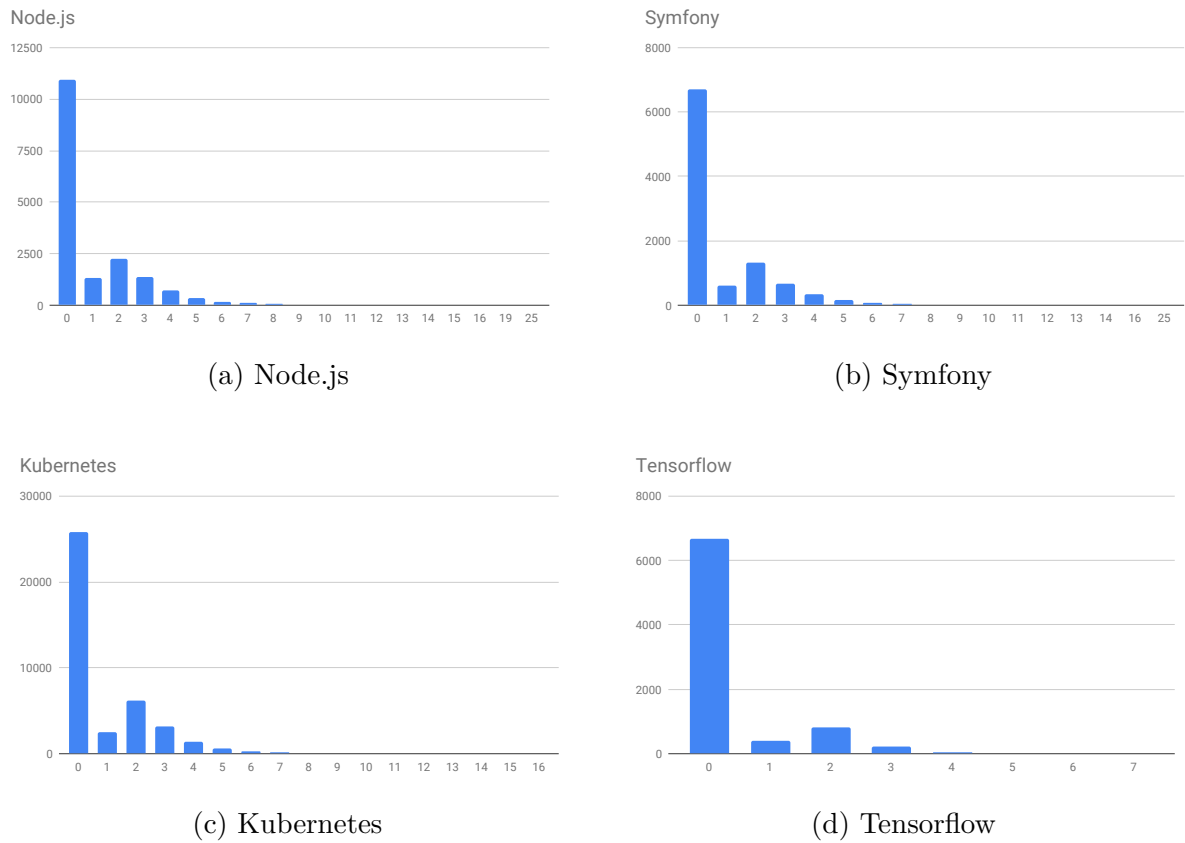 Node.js
12500
10000
7500
5000
2500
0
0 1 2 3 4 5 6 7 8 9 10 11 12 13 14 15 16 19 25
(a) Node.js
Symfony
8000
6000
4000
2000
0
0 1 2 3 4 5 6 7 8 9 10 11 12 13 14 16 25
(b) Symfony
Kubernetes
30000
20000
10000
0
0 1 2 3 4 5 6 7 8 9 10 11 12 13 14 15 16
(c) Kubernetes
Tensorflow
8000
6000
4000
2000
0
0 1 2 3 4 5 6 7
(d) Tensorflow